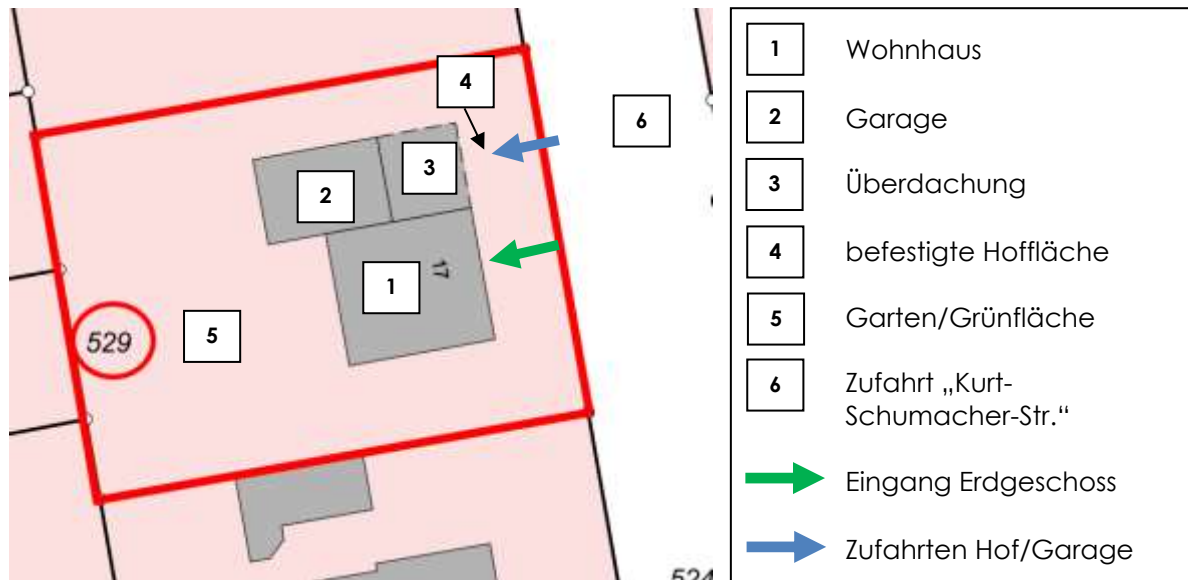 4
6
3
2
17
1
529
5
524
1 Wohnhaus
2 Garage
3 Überdachung
4 befestigte Hoffläche
5 Garten/Grünfläche
6 Zufahrt „Kurt-
Schumacher-Str.“
Eingang Erdgeschoss
Zufahrten Hof/Garage